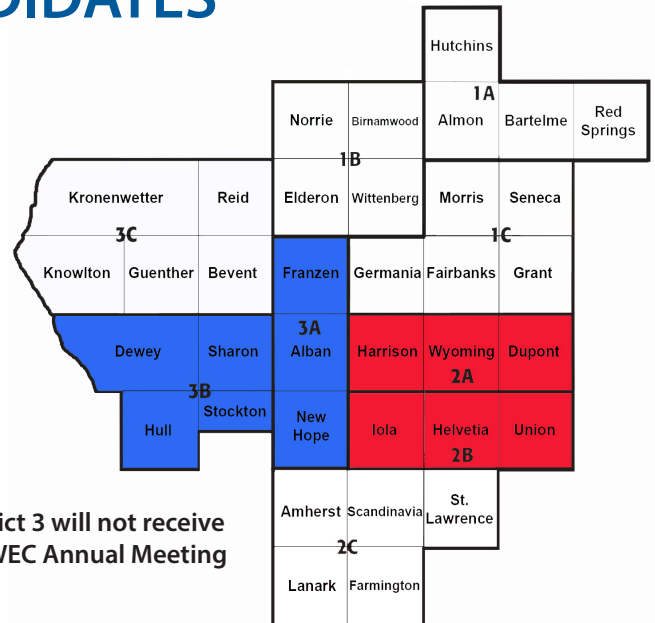 DIDATES
Hutchins
1A
Norrie
Birnamwood
Almon
Bartelme
Red
Springs
1B
Kronenwetter
Reid
Elderon
Wittenberg
Morris
Seneca
3C
1C
Knowlton
Guenther
Bevent
Franzen
Germania
Fairbanks
Grant
3A
Dewey
Sharon
Alban
Harrison
Wyoming
Dupont
2A
3B
Stockton
Hull
New
Hope
Iola
Helvetia
Union
2B
Amherst
Scandinavia
St.
Lawrence
ict 3 will not receive
2C
WEC Annual Meeting
Lanark
Farmington